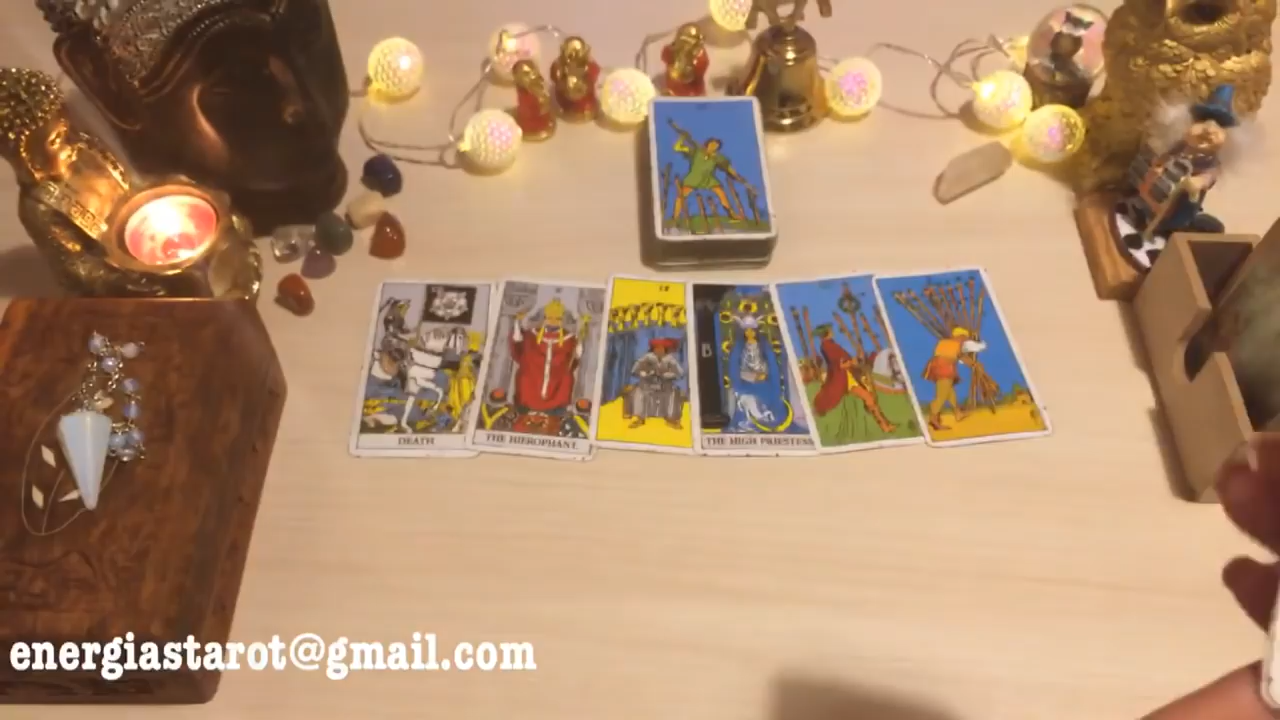 DEATH
THE HIEROPHANT.
THE HIGH PRIESTESS
energiastarot@gmail.com